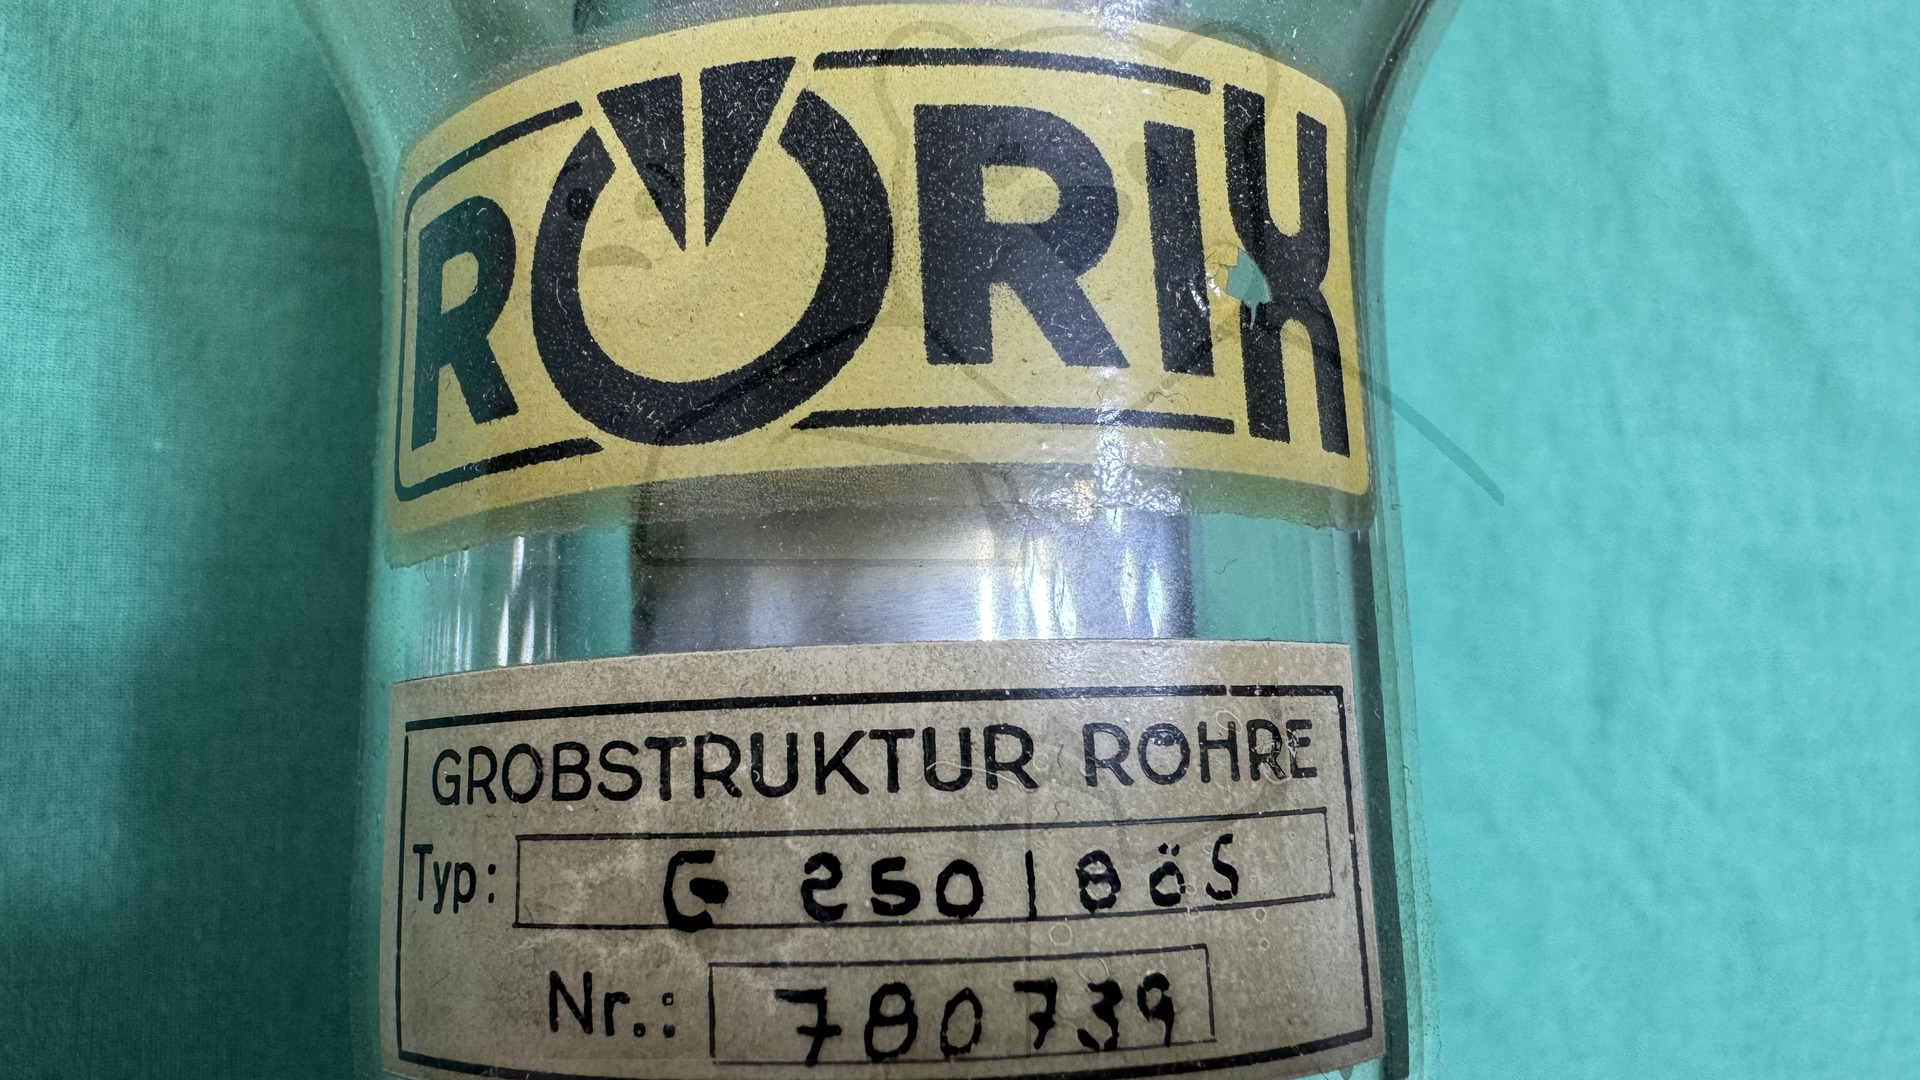 RÖRIX
GROBSTRUKTUR RÖHRE
Typ: G 250/8öS
Nr.: 780739